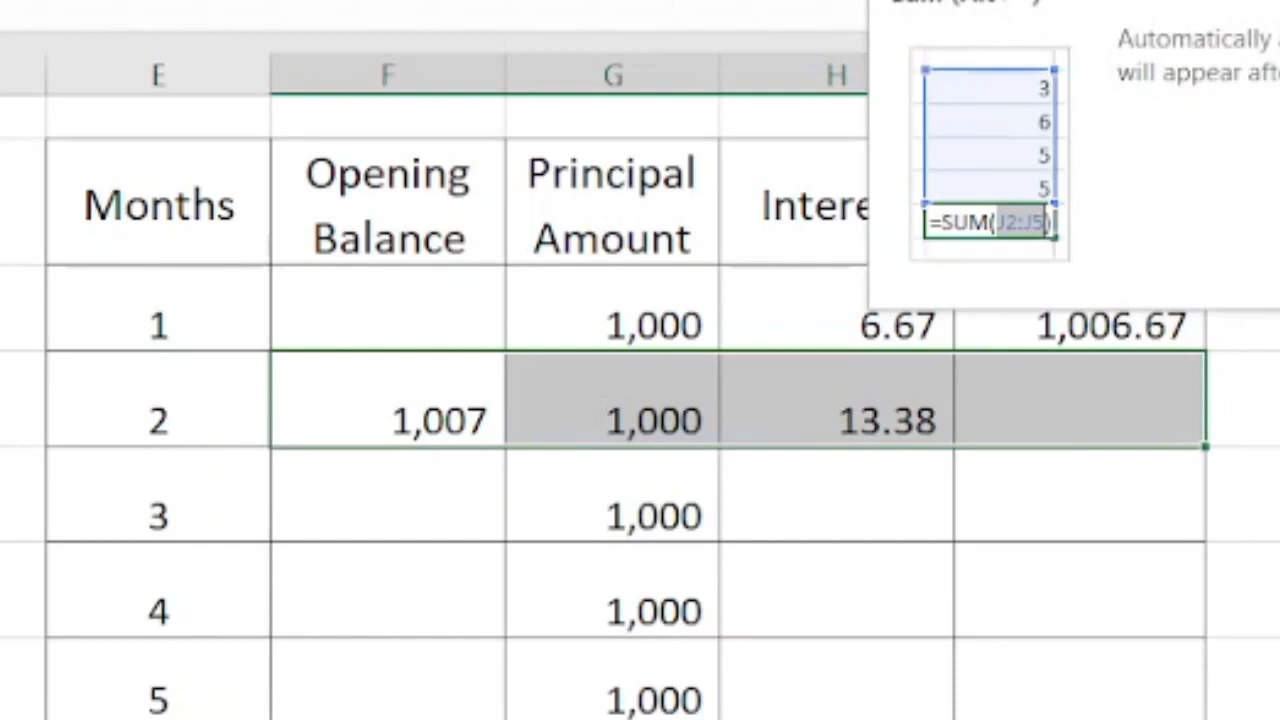 Automatically
will appear
3
6
5
5
=SUM(J2:J5)
E F G H
Months Opening Balance Principal Amount
1 1,000 6.67 1,006.67
2 1,007 1,000 13.38
3 1,000
4 1,000
5 1,000